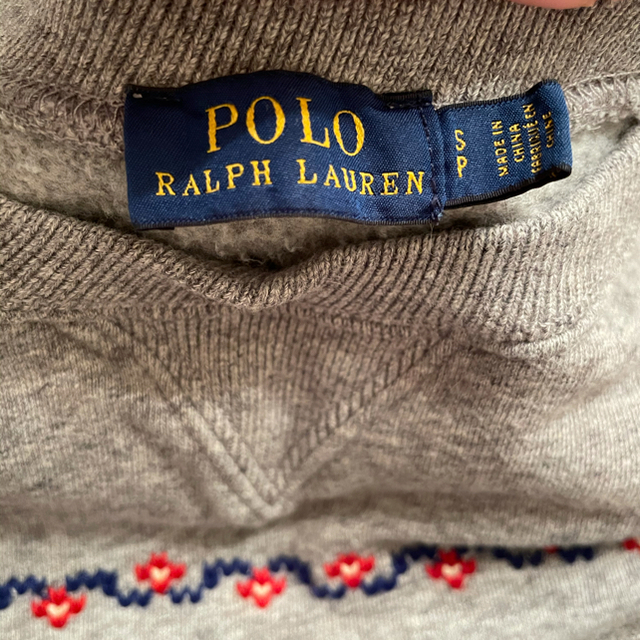 POLO
RALPH LAUREN
S
P
MADE IN
CHINA
FABRIQUÉ EN
CHINE